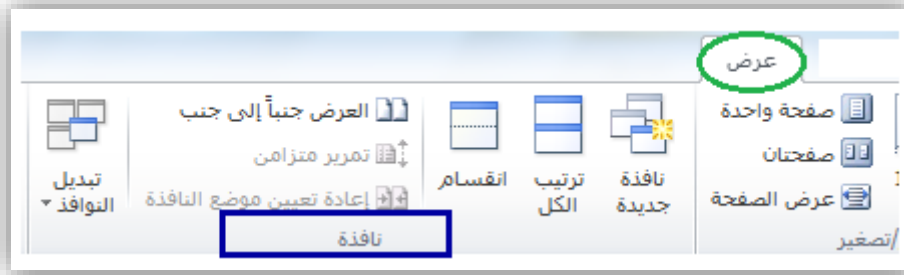 عرض
صفحة واحدة
صفحتان
عرض الصفحة
/تصغير
نافذة
جديدة
ترتيب
الكل
انقسام
العرض جنباً إلى جنب
تمرير متزامن
إعادة تعيين موضع النافذة
تبديل
النوافذ
نافذة